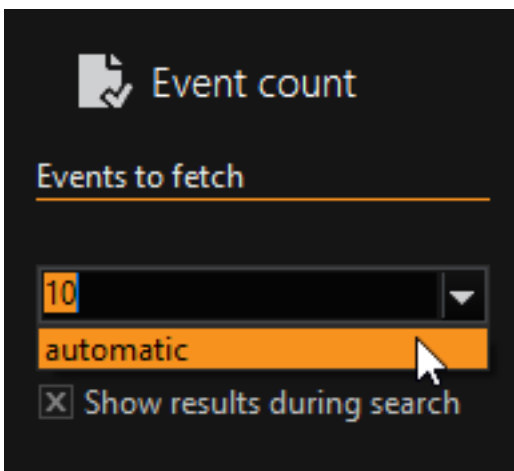 Event count
Events to fetch
10
automatic
Show results during search